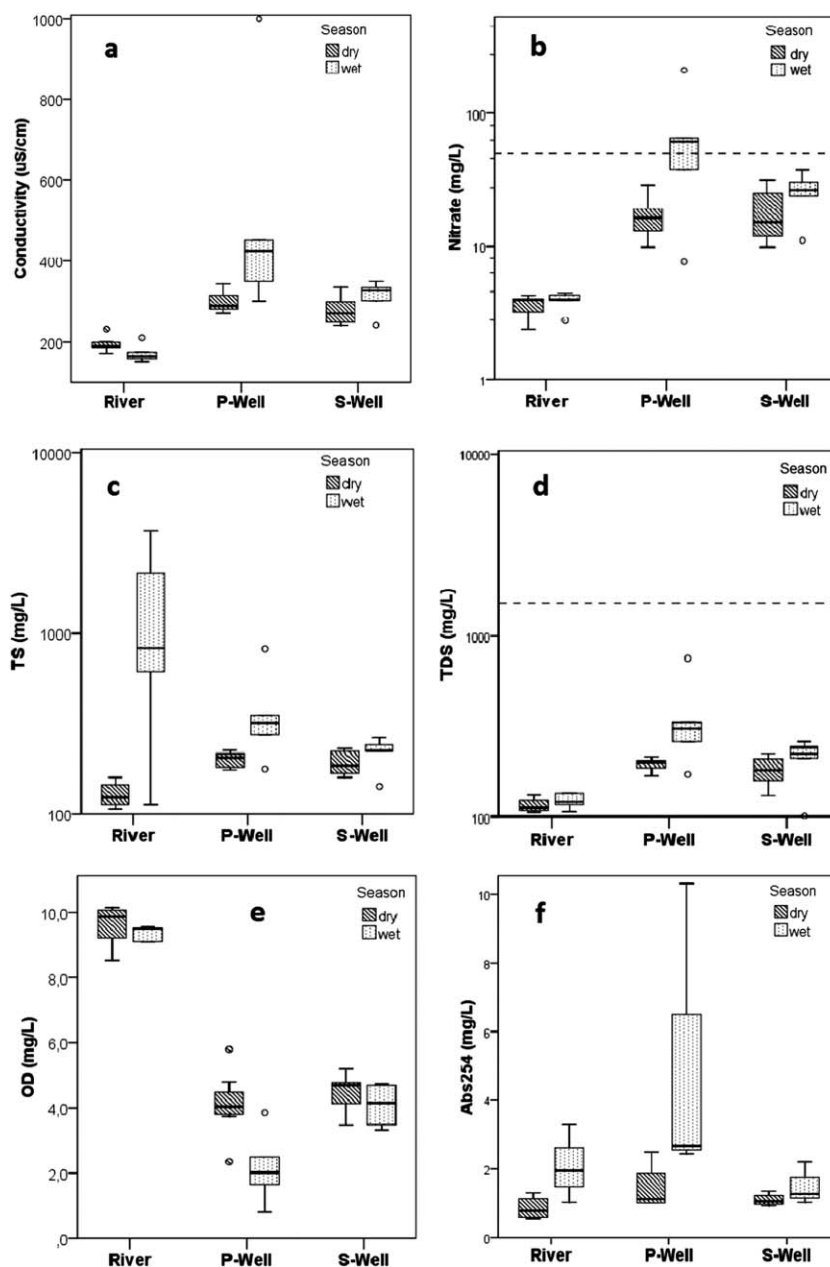 a
Season
dry
wet
Conductivity (uS/cm)
1000
800
600
400
200
River P-Well S-Well
b
Season
dry
wet
Nitrate (mg/L)
100
10
1
River P-Well S-Well
c
Season
dry
wet
TS (mg/L)
10000
1000
100
River P-Well S-Well
d
Season
dry
wet
TDS (mg/L)
10000
1000
100
River P-Well S-Well
e
Season
dry
wet
OD (mg/L)
10,0
8,0
6,0
4,0
2,0
,0
River P-Well S-Well
f
Season
dry
wet
Abs254 (mg/L)
10
8
6
4
2
0
River P-Well S-Well